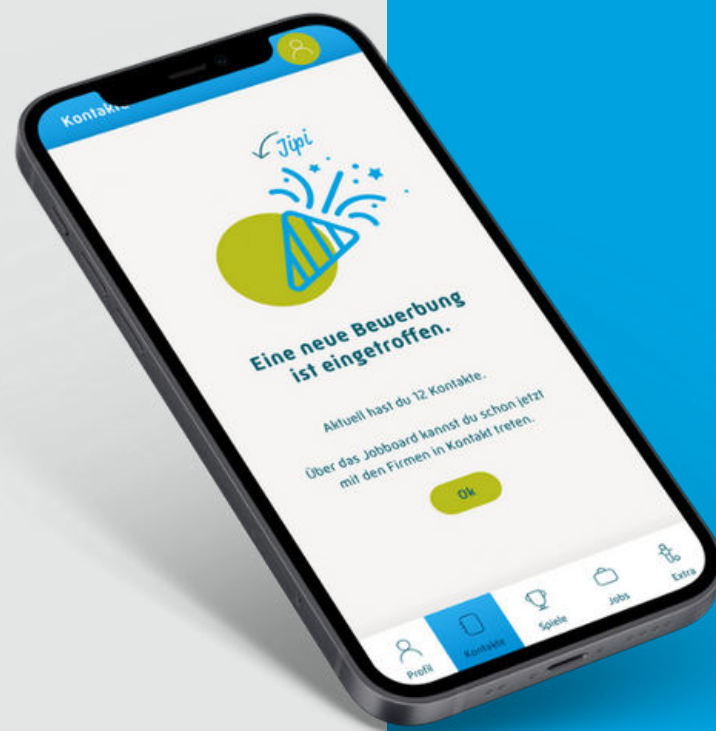 Kontakte
Jipi
Eine neue Bewerbung
ist eingetroffen.
Aktuell hast du 12 Kontakte.
Über das Jobboard kannst du schon jetzt
mit den Firmen in Kontakt treten.
Ok
Profil
Kontakte
Spiele
Jobs
Extra